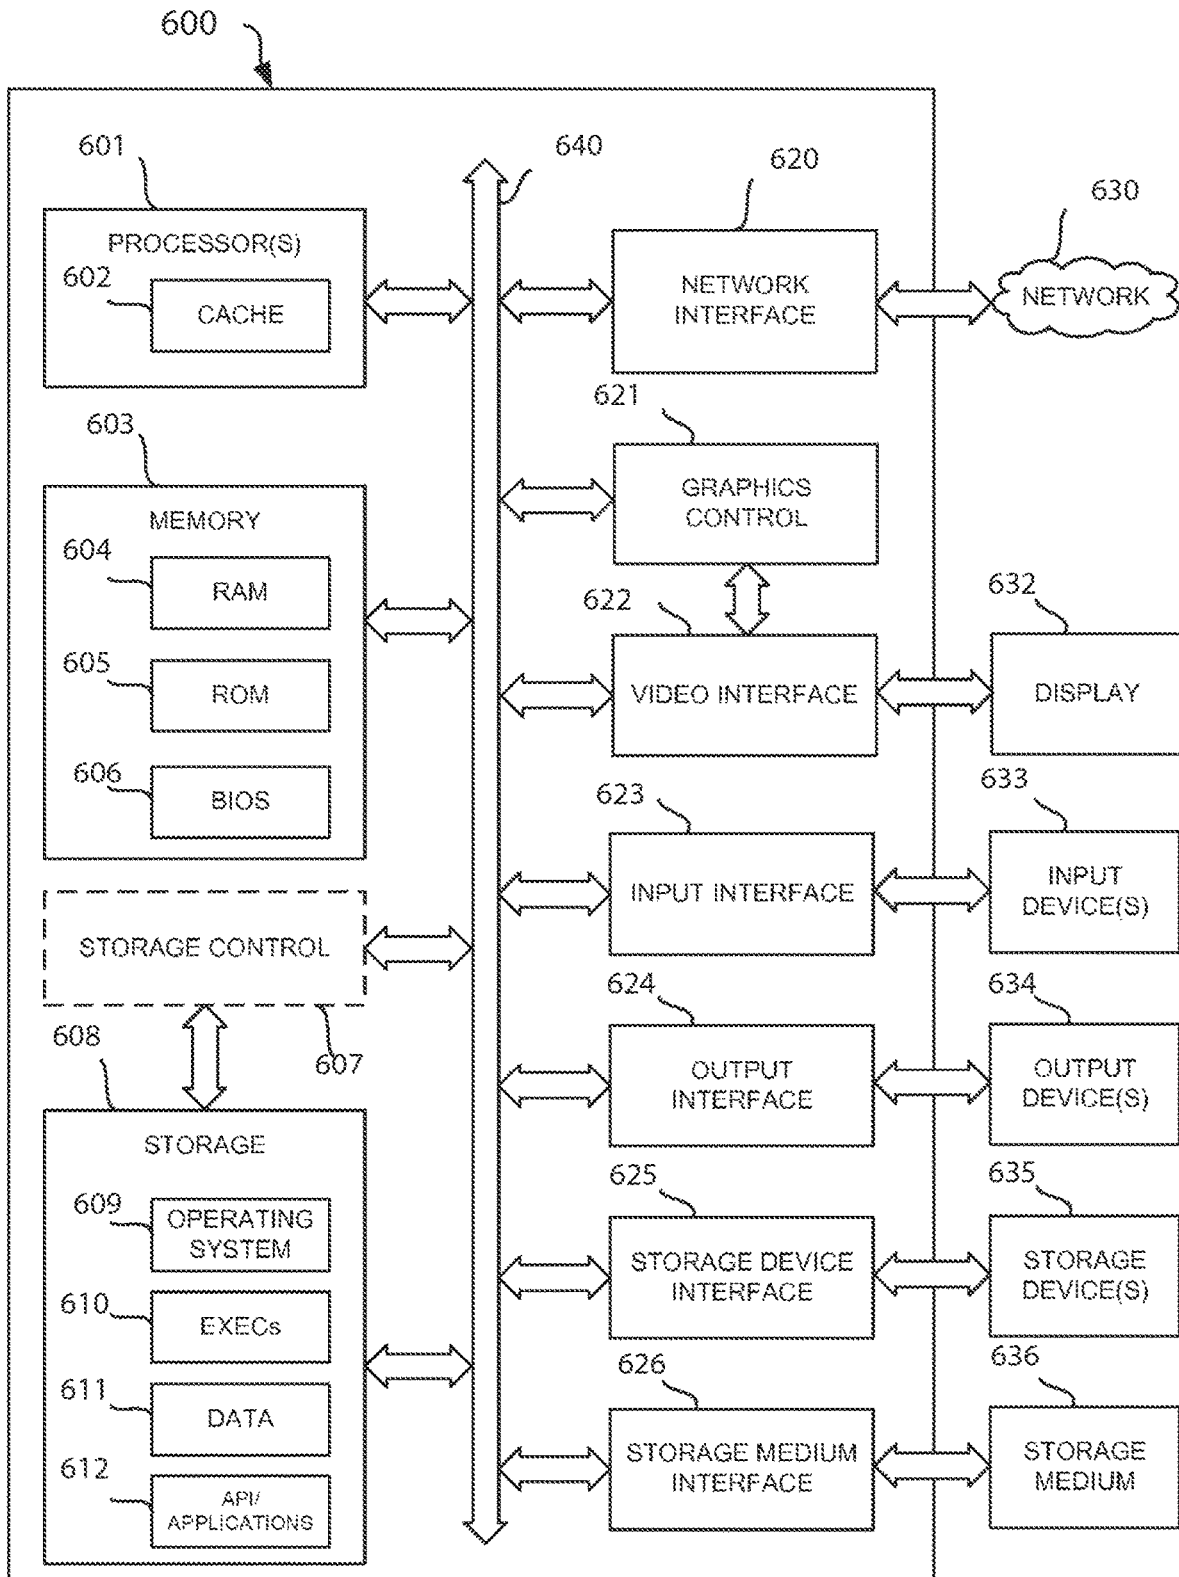 600
601
640
620
630
PROCESSOR(S)
602
CACHE
NETWORK
INTERFACE
NETWORK
621
603
GRAPHICS
CONTROL
MEMORY
604
RAM
622
632
605
ROM
VIDEO INTERFACE
DISPLAY
606
BIOS
623
633
INPUT INTERFACE
INPUT
DEVICE(S)
STORAGE CONTROL
607
624
634
608
OUTPUT
INTERFACE
OUTPUT
DEVICE(S)
STORAGE
609
OPERATING
SYSTEM
625
635
STORAGE DEVICE
INTERFACE
STORAGE
DEVICE(S)
610
EXECs
626
636
611
DATA
STORAGE MEDIUM
INTERFACE
STORAGE
MEDIUM
612
API/
APPLICATIONS